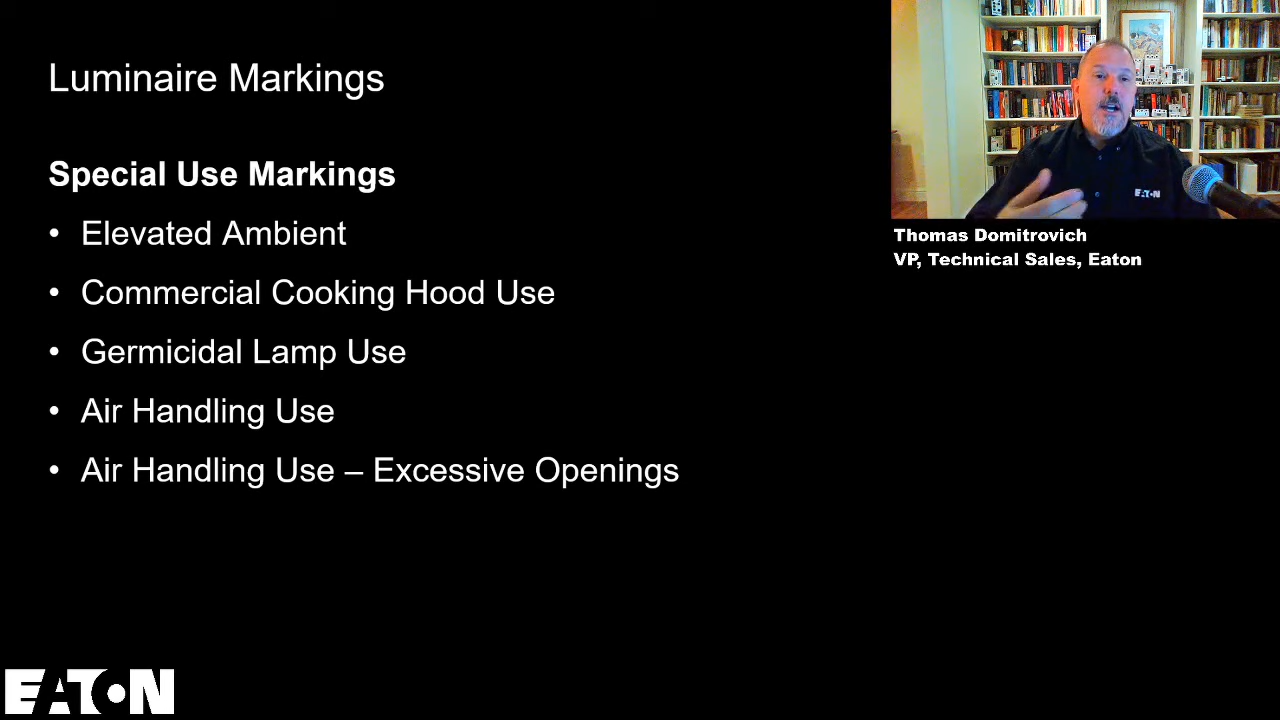 Luminaire Markings
Special Use Markings
• Elevated Ambient
• Commercial Cooking Hood Use
• Germicidal Lamp Use
• Air Handling Use
• Air Handling Use – Excessive Openings
EATON
Thomas Domitrovich
VP, Technical Sales, Eaton
EATON